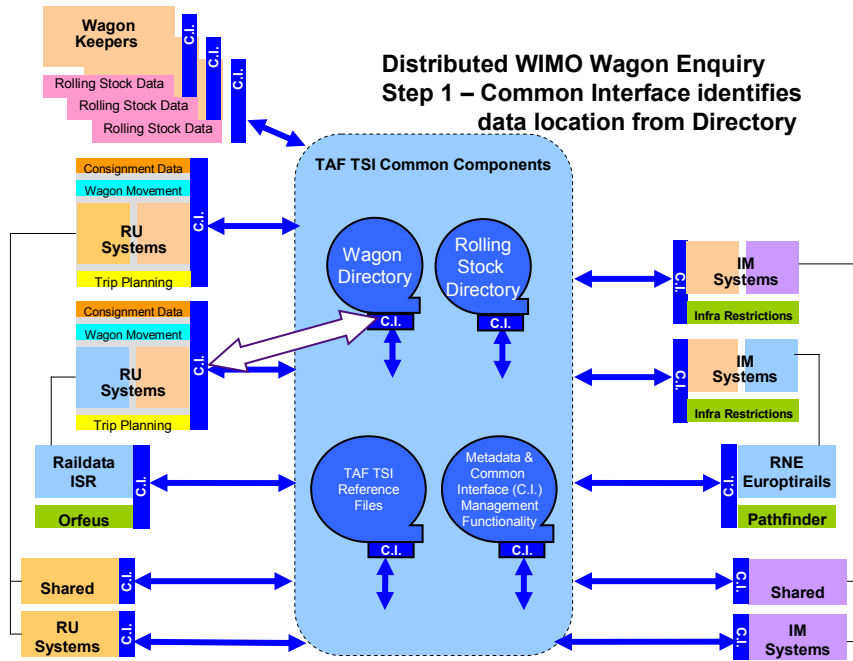 Wagon
Keepers
C.I.
C.I.
C.I.
Rolling Stock Data
Rolling Stock Data
Rolling Stock Data
Distributed WIMO Wagon Enquiry
Step 1 – Common Interface identifies
data location from Directory
TAF TSI Common Components
Consignment Data
Wagon Movement
RU
Systems
Trip Planning
C.I.
Consignment Data
Wagon Movement
RU
Systems
Trip Planning
C.I.
Raildata
ISR
Orfeus
C.I.
Shared
C.I.
RU
Systems
C.I.
Wagon
Directory
C.I.
Rolling
Stock
Directory
C.I.
TAF TSI
Reference
Files
C.I.
Metadata &
Common
Interface (C.I.)
Management
Functionality
C.I.
C.I.
IM
Systems
Infra Restrictions
C.I.
IM
Systems
Infra Restrictions
C.I.
RNE
Europtirails
Pathfinder
C.I.
Shared
C.I.
IM
Systems